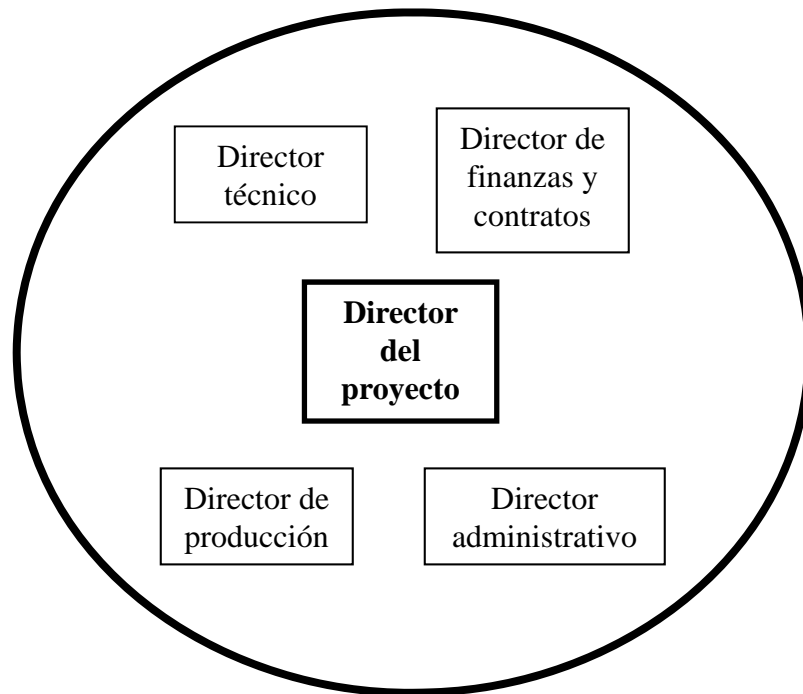 Director
técnico
Director de
finanzas y
contratos
Director
del
proyecto
Director de
producción
Director
administrativo